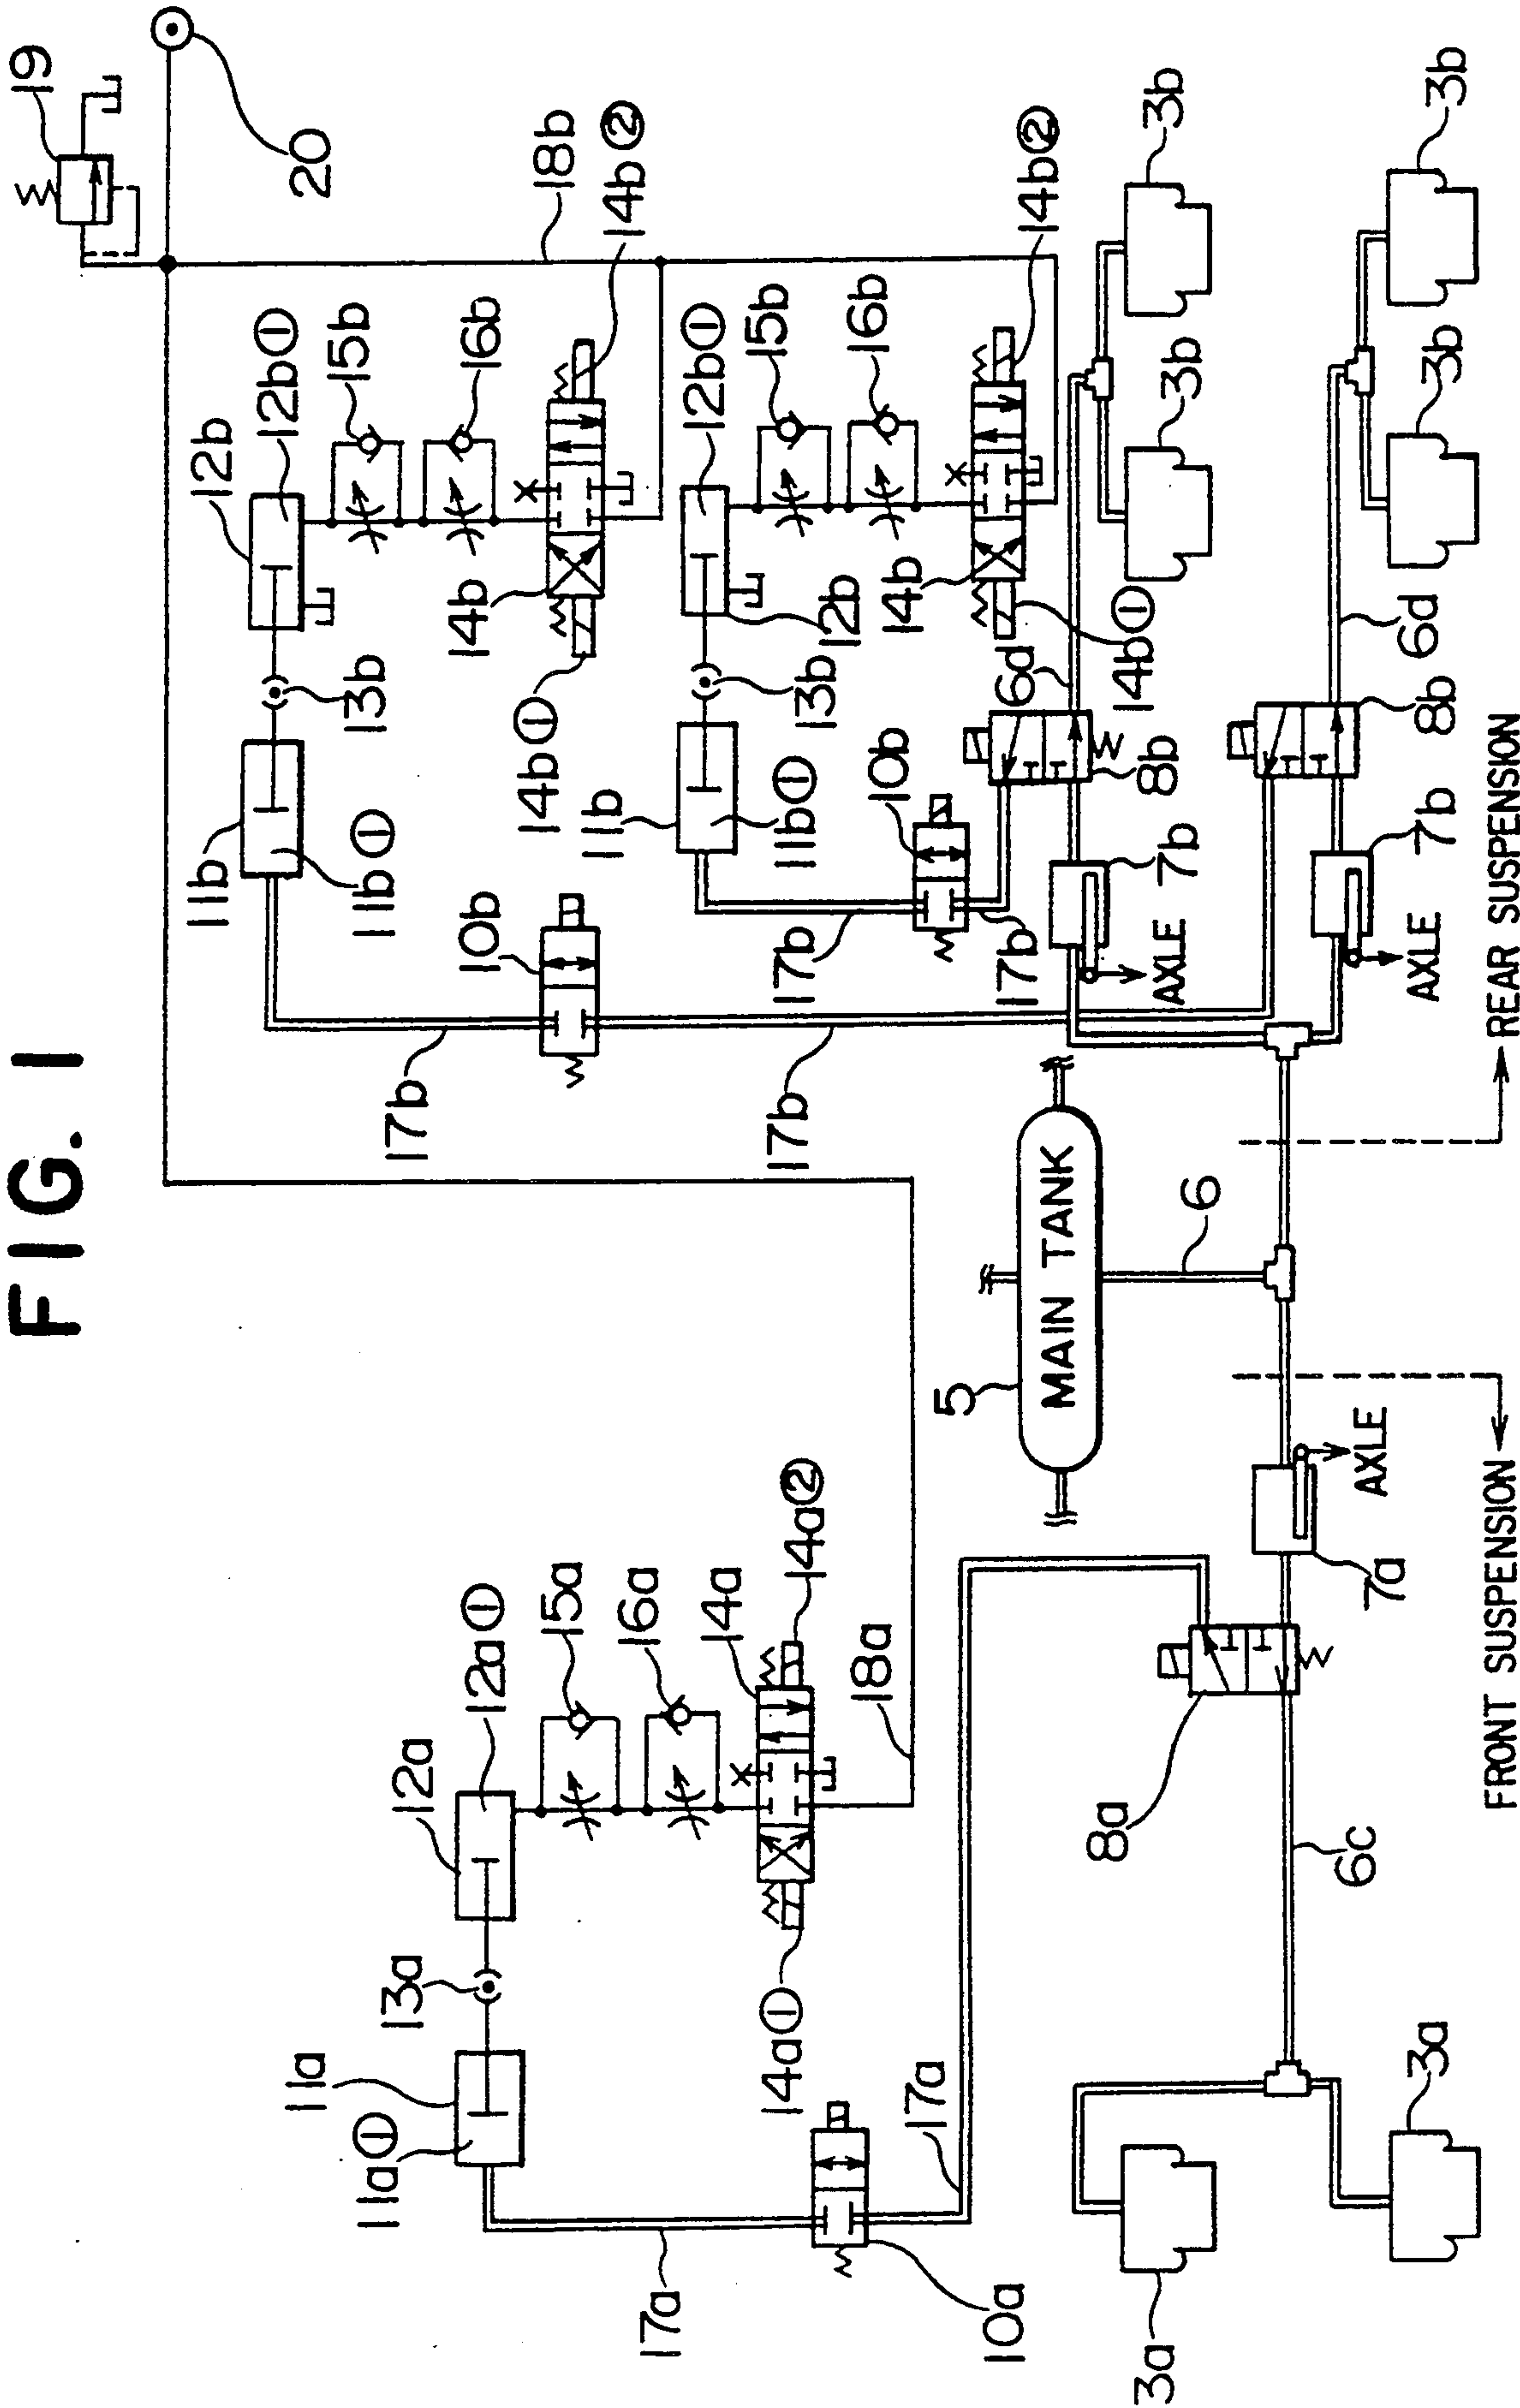 FIG. 1
19
20
12b
12b①
15b
16b
18b
14b②
14b
14b①
13b
11b
11b①
10b
17b
17b
12b①
15b
16b
14b②
12b
14b
14b①
13b
11b
11b①
10b
17b
17b
6d
8b
7b
AXLE
3b
3b
6d
8b
7b
AXLE
3b
3b
REAR SUSPENSION
MAIN TANK
5
6
12a
12a①
15a
16a
14a
14a②
14a①
18a
13a
11a
11a①
17a
10a
17a
8a
7a
AXLE
6c
3a
3a
FRONT SUSPENSION